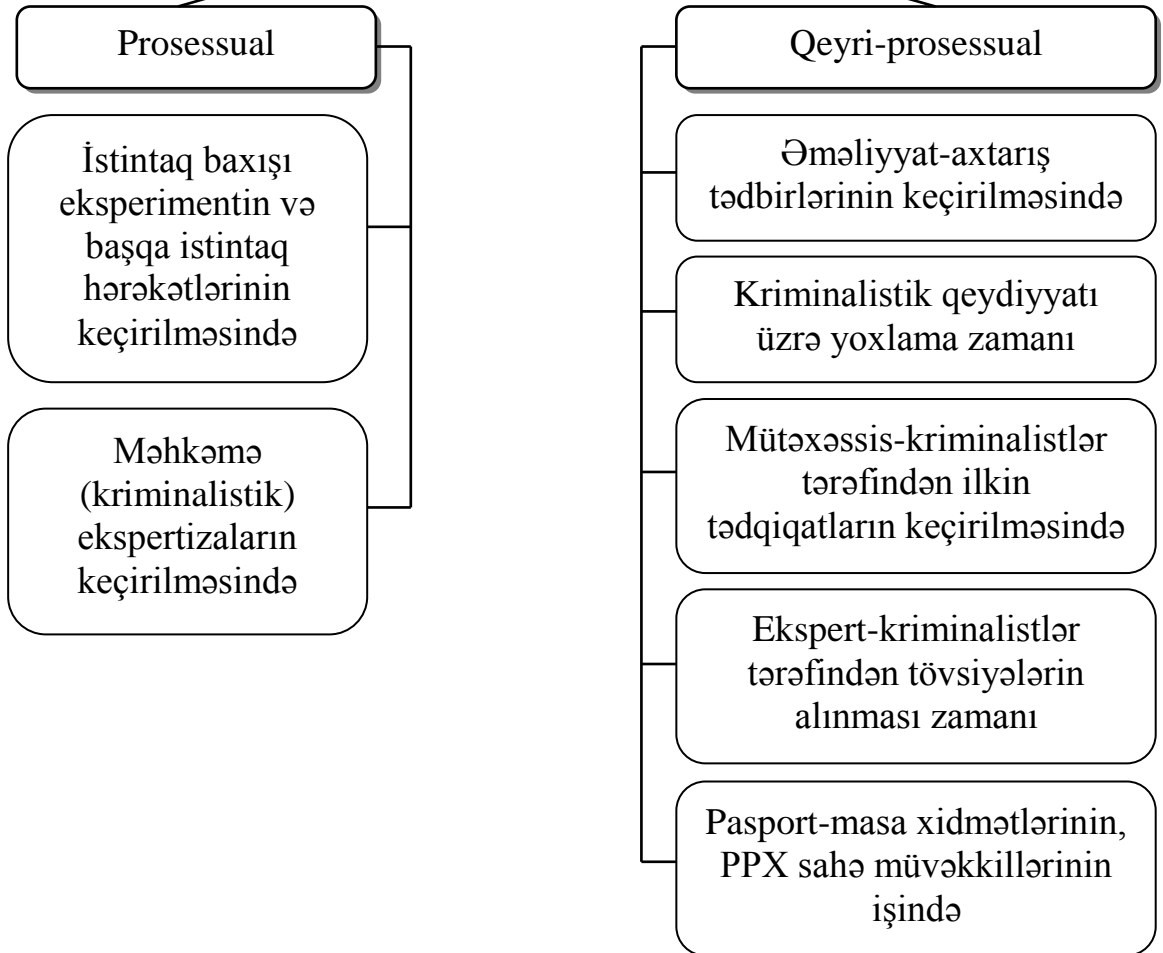 Prosessual
İstintaq baxışı
eksperimentin və
başqa istintaq
hərəkətlərinin
keçirilməsində
Məhkəmə
(kriminalistik)
ekspertizaların
keçirilməsində
Qeyri-prosessual
Əməliyyat-axtarış
tədbirlərinin keçirilməsində
Kriminalistik qeydiyyatı
üzrə yoxlama zamanı
Mütəxəssis-kriminalistlər
tərəfindən ilkin
tədqiqatların keçirilməsində
Ekspert-kriminalistlər
tərəfindən tövsiyələrin
alınması zamanı
Pasport-masa xidmətlərinin,
PPX sahə müvəkkillərinin
işində